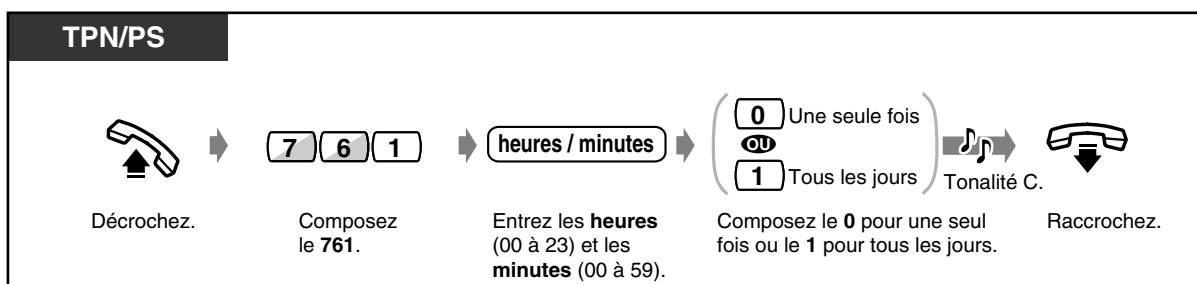 TPN/PS
7 6 1
heures / minutes
0 Une seule fois
OU
1 Tous les jours
Tonalité C.
Décrochez.
Composez
le 761.
Entrez les heures
(00 à 23) et les
minutes (00 à 59).
Composez le 0 pour une seul
fois ou le 1 pour tous les jours.
Raccrochez.